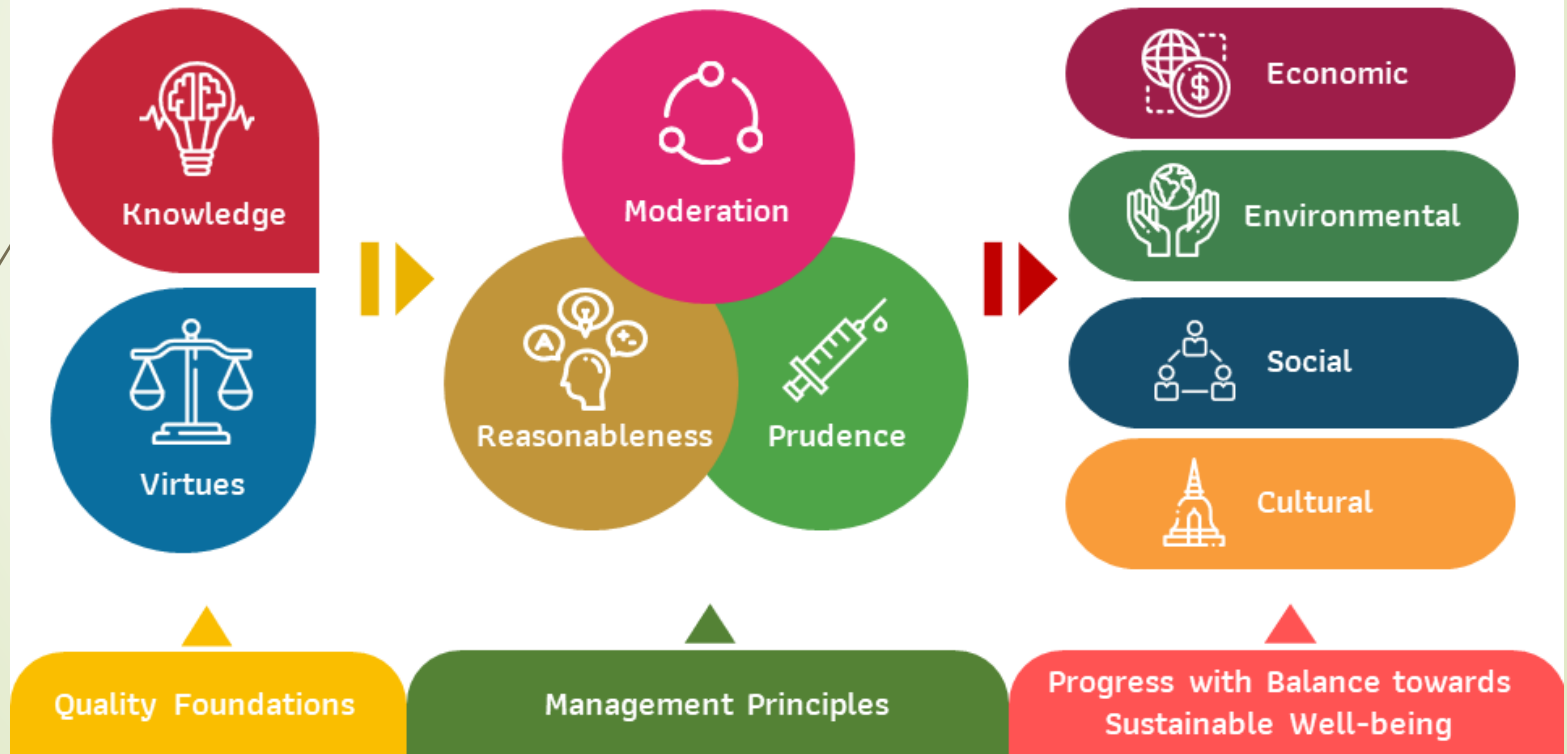 Knowledge
Virtues
Moderation
Reasonableness
Prudence
Economic
Environmental
Social
Cultural
Quality Foundations
Management Principles
Progress with Balance towards
Sustainable Well-being